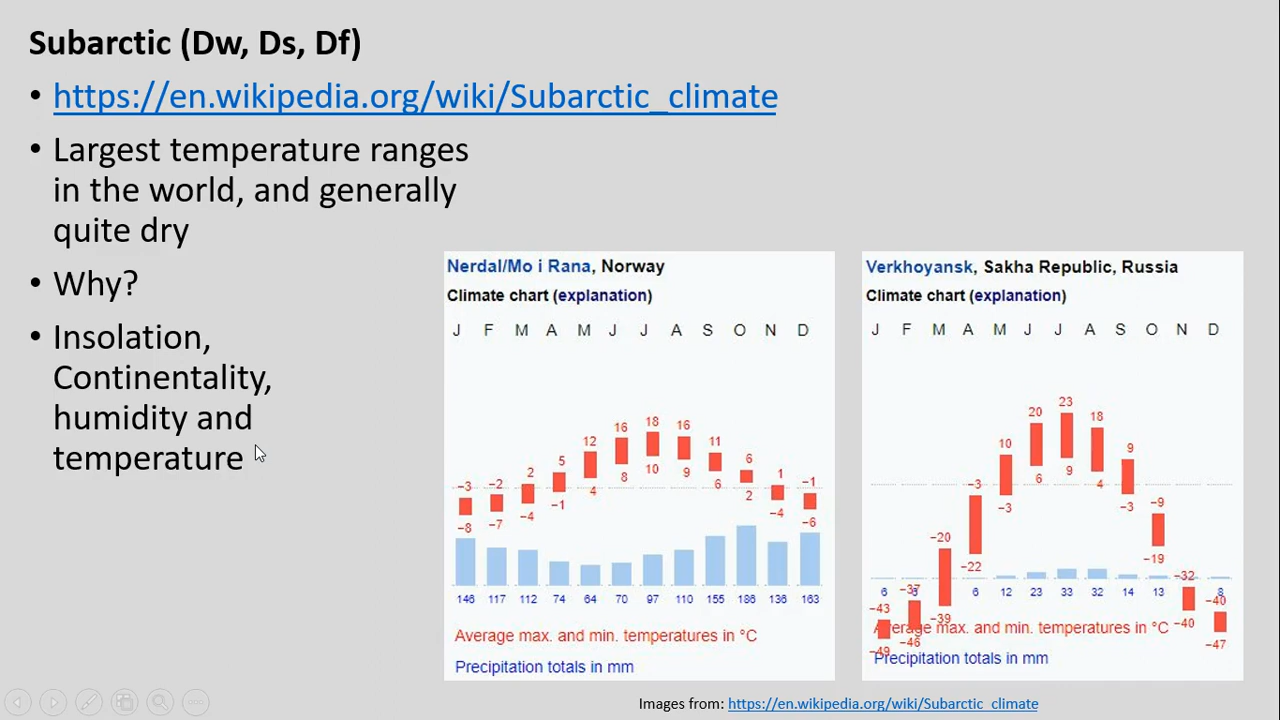 Subarctic (Dw, Ds, Df)
• https://en.wikipedia.org/wiki/Subarctic_climate
• Largest temperature ranges
in the world, and generally
quite dry
• Why?
• Insolation,
Continentality,
humidity and
temperature
Nerdal/Mo i Rana, Norway
Climate chart (explanation)
J F M A M J J A S O N D
−3 −2 2 5 12 16 18 16 11 6 1 −1
−8 −7 −4 −1 4 8 10 9 6 2 −4 −6
146 117 112 74 64 70 97 110 155 186 136 163
Average max. and min. temperatures in °C
Precipitation totals in mm
Verkhoyansk, Sakha Republic, Russia
Climate chart (explanation)
J F M A M J J A S O N D
−43 −37 −20 −3 10 20 23 18 9 −9 −32 −40
−49 −46 −39 −22 −3 6 9 4 −3 −19 −40 −47
6 6 12 23 33 32 14 13 8
Average max. and min. temperatures in °C
Precipitation totals in mm
Images from: https://en.wikipedia.org/wiki/Subarctic_climate